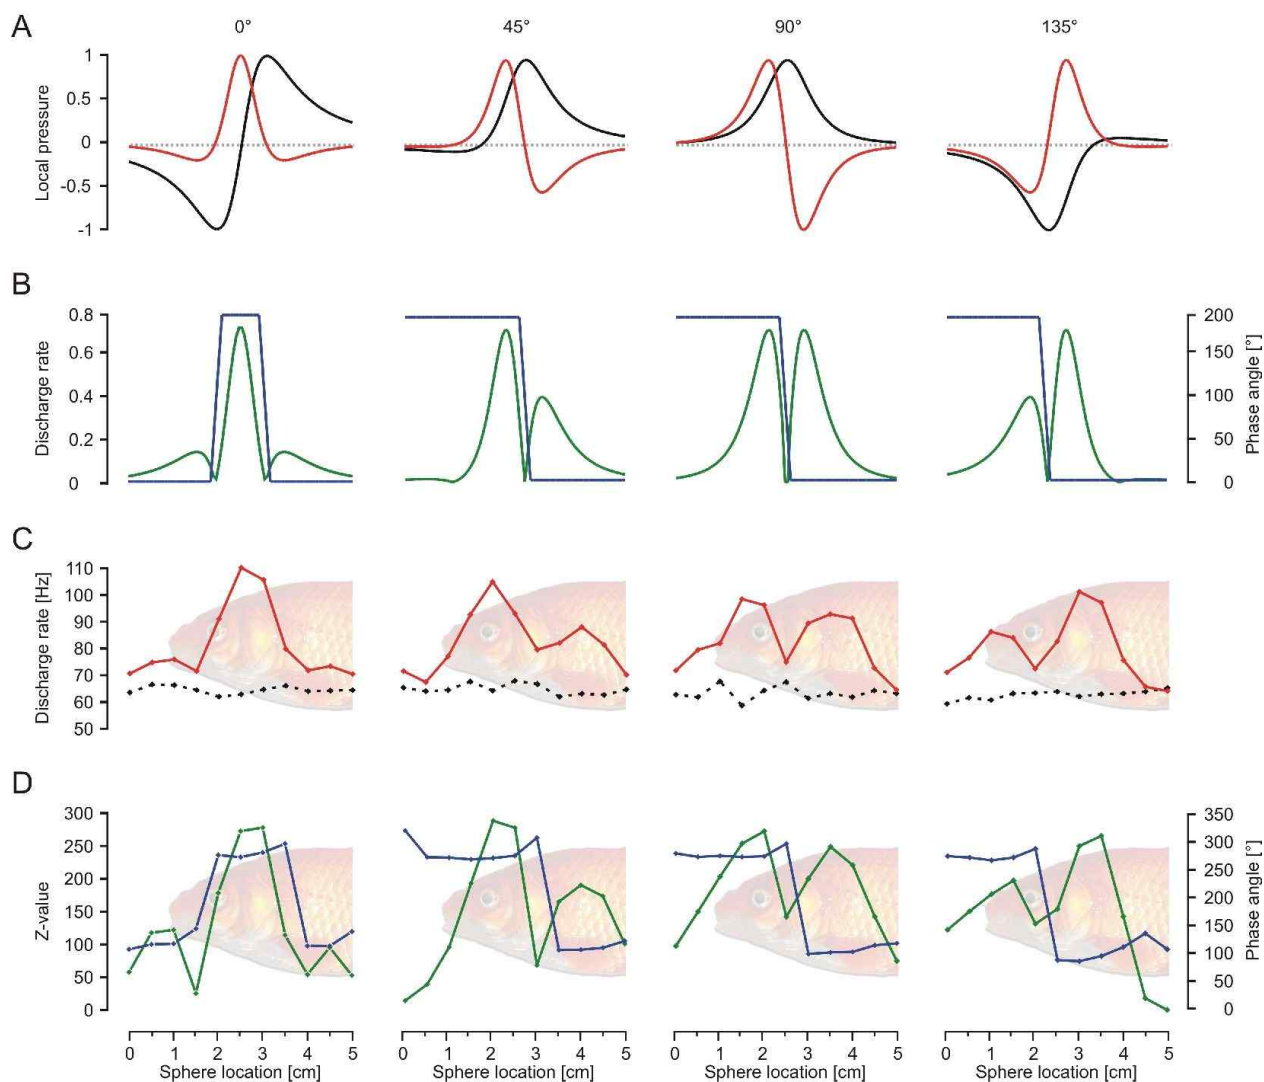 A
0° 45° 90° 135°
Local pressure
1
0.5
0
-0.5
-1
B
Discharge rate
0.8
0.6
0.4
0.2
0
200
150
100
50
0
Phase angle [°]
C
Discharge rate [Hz]
110
100
90
80
70
60
50
D
Z-value
300
250
200
150
100
50
0
350
300
250
200
150
100
50
0
Phase angle [°]
0 1 2 3 4 5 0 1 2 3 4 5 0 1 2 3 4 5 0 1 2 3 4 5
Sphere location [cm] Sphere location [cm] Sphere location [cm] Sphere location [cm]